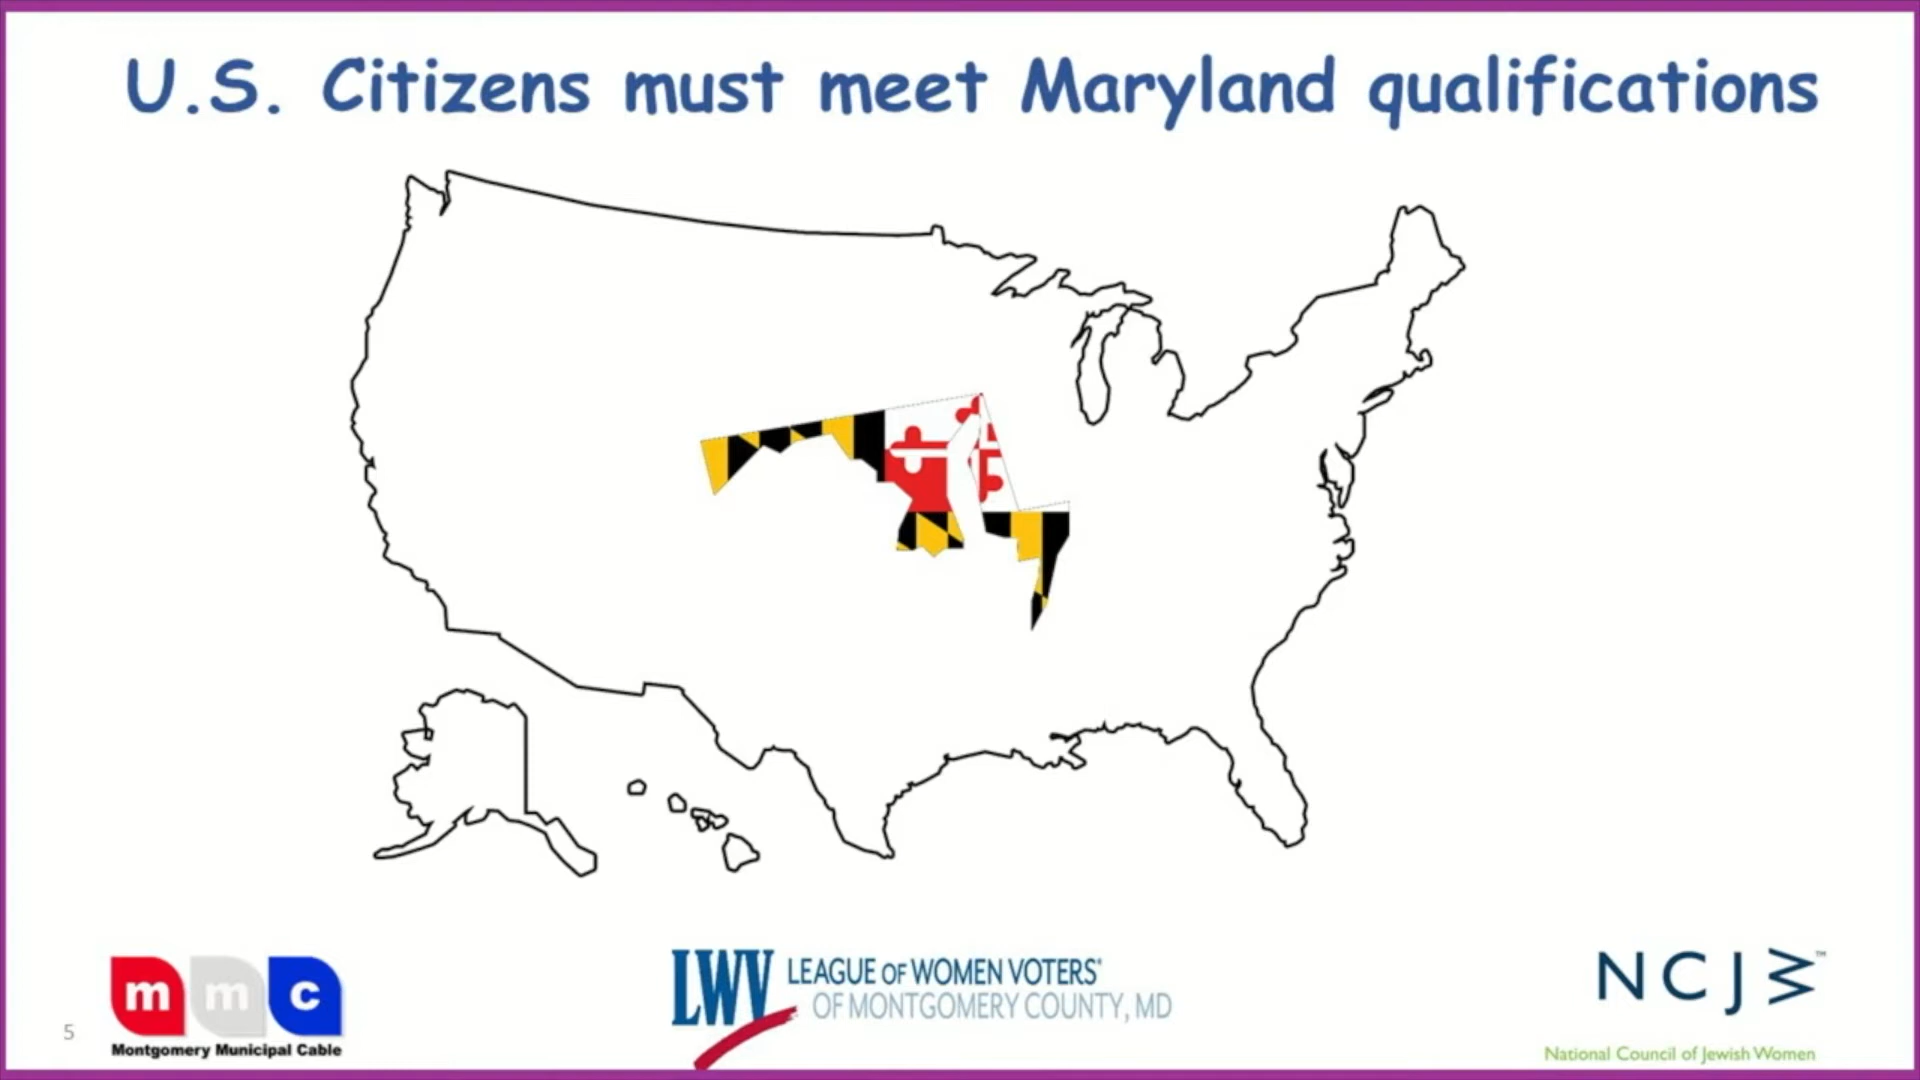 U.S. Citizens must meet Maryland qualifications
5
m m c
Montgomery Municipal Cable
LWV LEAGUE OF WOMEN VOTERS®
OF MONTGOMERY COUNTY, MD
NCJW™
National Council of Jewish Women